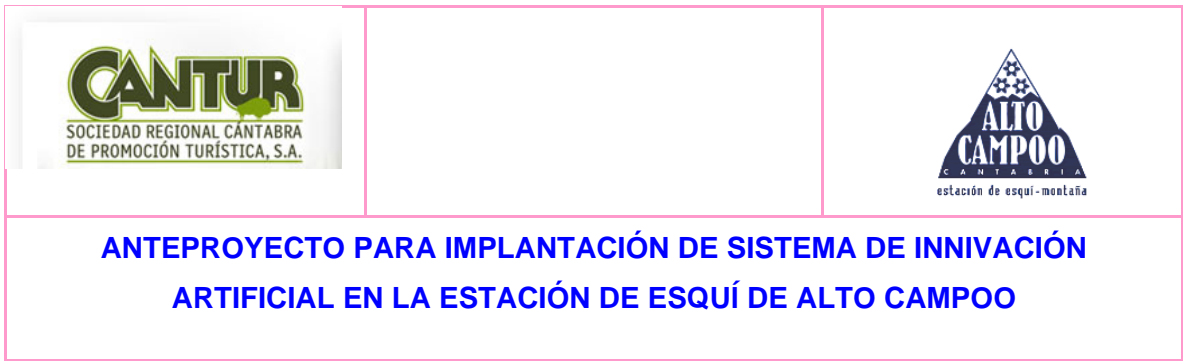 CANTUR
SOCIEDAD REGIONAL CÁNTABRA
DE PROMOCIÓN TURÍSTICA, S.A.
ALTO
CAMPOO
CANTABRIA
estación de esquí-montaña
ANTEPROYECTO PARA IMPLANTACIÓN DE SISTEMA DE INNIVACIÓN
ARTIFICIAL EN LA ESTACIÓN DE ESQUÍ DE ALTO CAMPOO